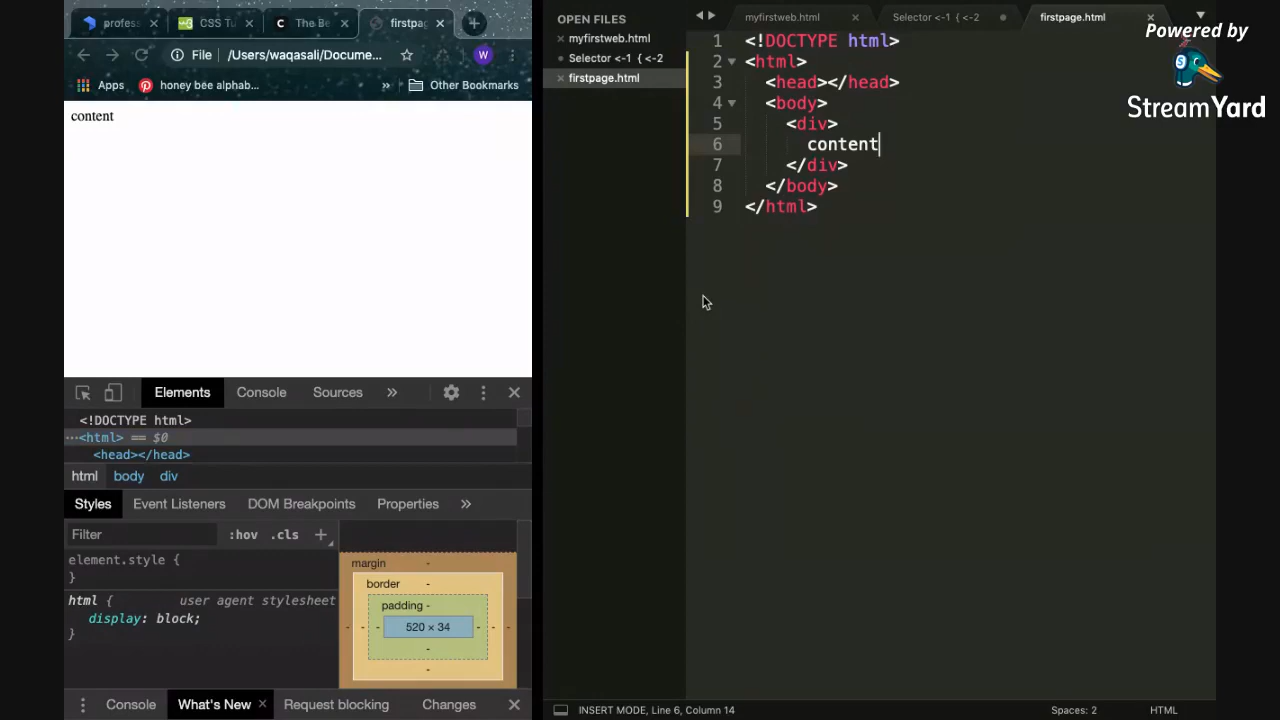 profess
CSS Tu
The Be
firstpag
File
/Users/waqasali/Docume...
W
Apps
honey bee alphab...
»
Other Bookmarks
content
Elements
Console
Sources
»
<!DOCTYPE html>
···<html> == $0
<head></head>
html
body
div
Styles
Event Listeners
DOM Breakpoints
Properties
»
Filter
:hov
.cls
+
element.style {
}
html {
user agent stylesheet
display: block;
}
margin
-
border
-
padding -
- - - 520 × 34 - - -
-
-
Console
What's New
Request blocking
Changes
OPEN FILES
myfirstweb.html
Selector <-1 { <-2
firstpage.html
myfirstweb.html
Selector <-1 { <-2
firstpage.html
1 <!DOCTYPE html>
2 <html>
3 <head></head>
4 <body>
5 <div>
6 content
7 </div>
8 </body>
9 </html>
INSERT MODE, Line 6, Column 14
Spaces: 2
HTML
Powered by
S
StreamYard